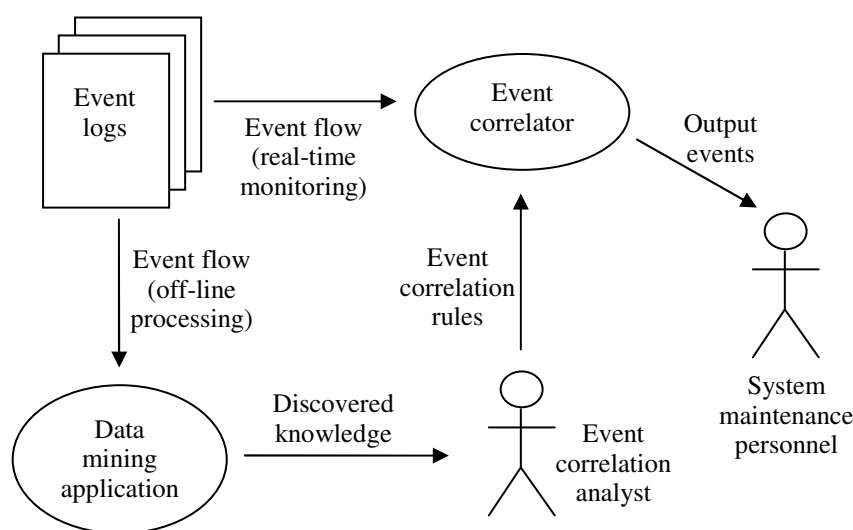 Event
logs
Event flow
(real-time
monitoring)
Event
correlator
Output
events
Event flow
(off-line
processing)
Event
correlation
rules
System
maintenance
personnel
Data
mining
application
Discovered
knowledge
Event
correlation
analyst